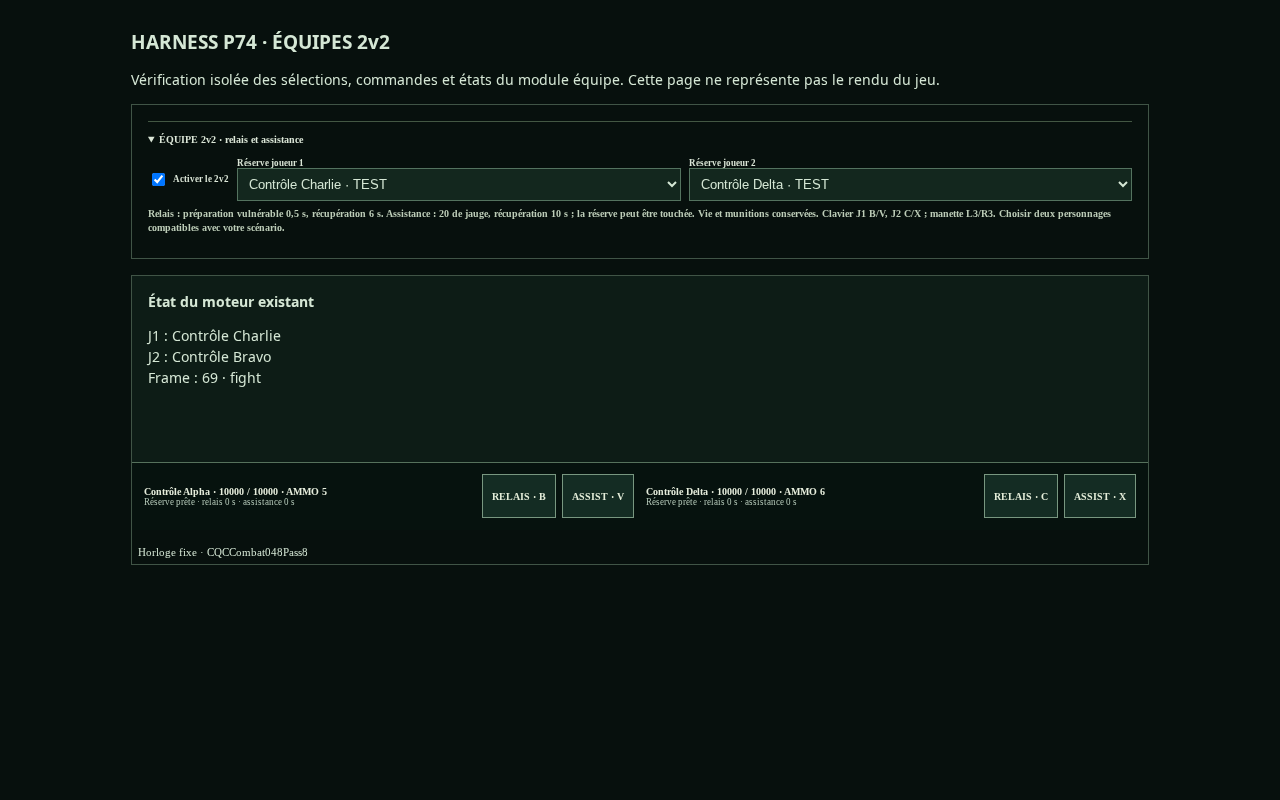 HARNESS P74 · ÉQUIPES 2v2
Vérification isolée des sélections, commandes et états du module équipe. Cette page ne représente pas le rendu du jeu.
▼ ÉQUIPE 2v2 · relais et assistance
Activer le 2v2
Réserve joueur 1
Contrôle Charlie · TEST
Réserve joueur 2
Contrôle Delta · TEST
Relais : préparation vulnérable 0,5 s, récupération 6 s. Assistance : 20 de jauge, récupération 10 s ; la réserve peut être touchée. Vie et munitions conservées. Clavier J1 B/V, J2 C/X ; manette L3/R3. Choisir deux personnages
compatibles avec votre scénario.
État du moteur existant
J1 : Contrôle Charlie
J2 : Contrôle Bravo
Frame : 69 · fight
Contrôle Alpha · 10000 / 10000 · AMMO 5
Réserve prête · relais 0 s · assistance 0 s
RELAIS · B
ASSIST · V
Contrôle Delta · 10000 / 10000 · AMMO 6
Réserve prête · relais 0 s · assistance 0 s
RELAIS · C
ASSIST · X
Horloge fixe · CQCCombat048Pass8